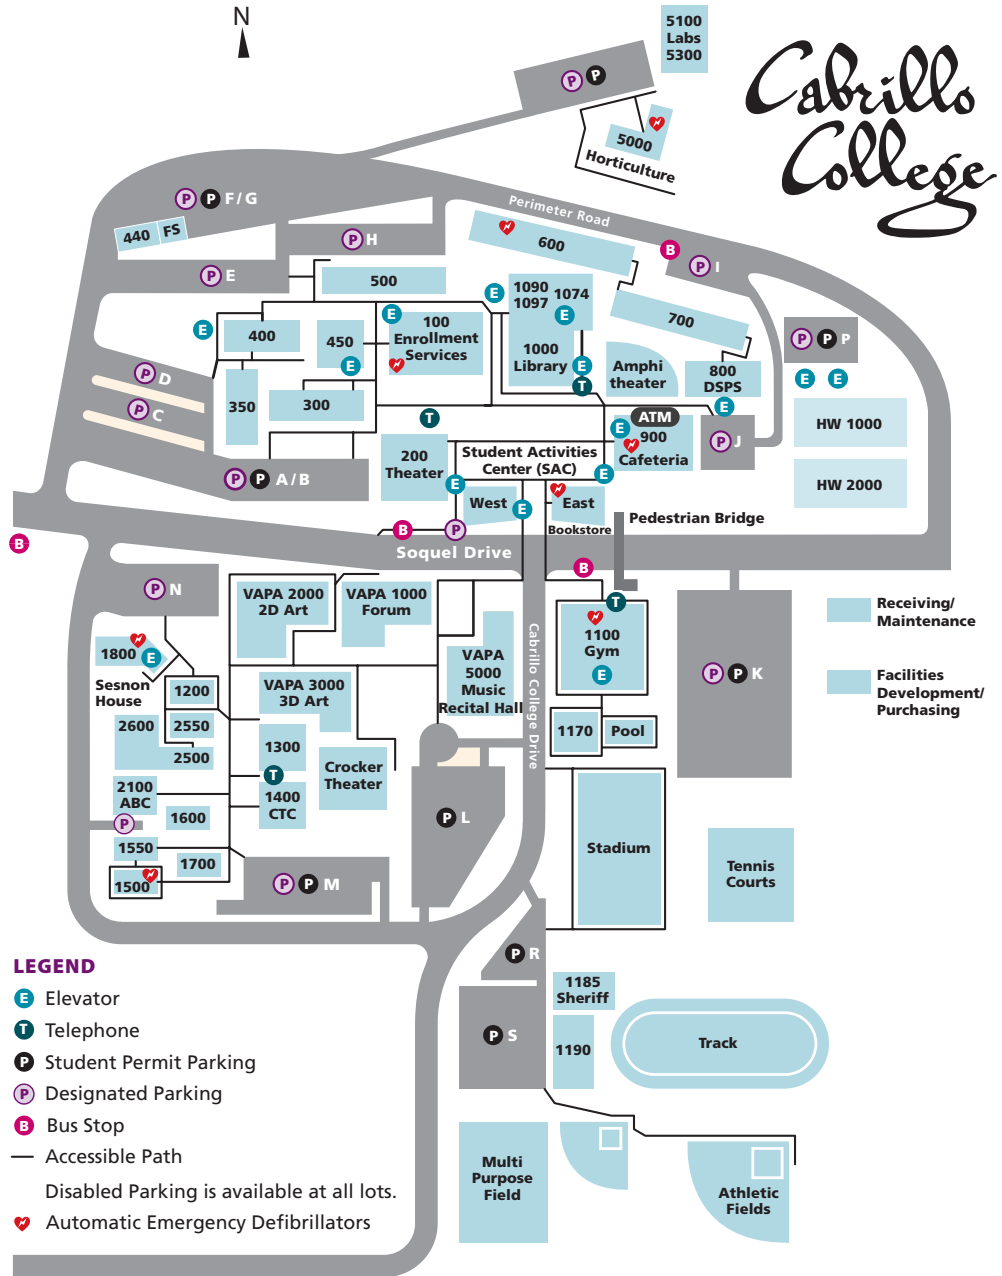 N
5100
Labs
5300
Cabrillo
College
P P
5000
Horticulture
P P F/G
440 FS
Perimeter Road
P H
B
P I
P E
600
500
E
1090
1097
1074
E
700
E
E
400
450
E
100
Enrollment
Services
1000
Library
E
T
Amphi
theater
800
DSPS
E
P P P
E E
P D
P C
350
300
T
ATM
E
900
Cafeteria
P J
HW 1000
HW 2000
P P A/B
200
Theater
E
Student Activities
Center (SAC)
E
West
E
East
Bookstore
Pedestrian Bridge
B
B
P
Soquel Drive
B
P N
VAPA 2000
2D Art
VAPA 1000
Forum
T
1100
Gym
E
Cabrillo College Drive
Receiving/
Maintenance
1800
E
Sesnon
House
1200
VAPA 3000
3D Art
VAPA
5000
Music
Recital Hall
P P K
Facilities
Development/
Purchasing
2600
2550
2500
1300
T
1400
CTC
Crocker
Theater
1170
Pool
2100
ABC
P
1600
P L
1550
1700
1500
P P M
Stadium
Tennis
Courts
P R
1185
Sheriff
P S
1190
Track
Multi
Purpose
Field
Athletic
Fields
LEGEND
E Elevator
T Telephone
P Student Permit Parking
P Designated Parking
B Bus Stop
Accessible Path
Disabled Parking is available at all lots.
Automatic Emergency Defibrillators